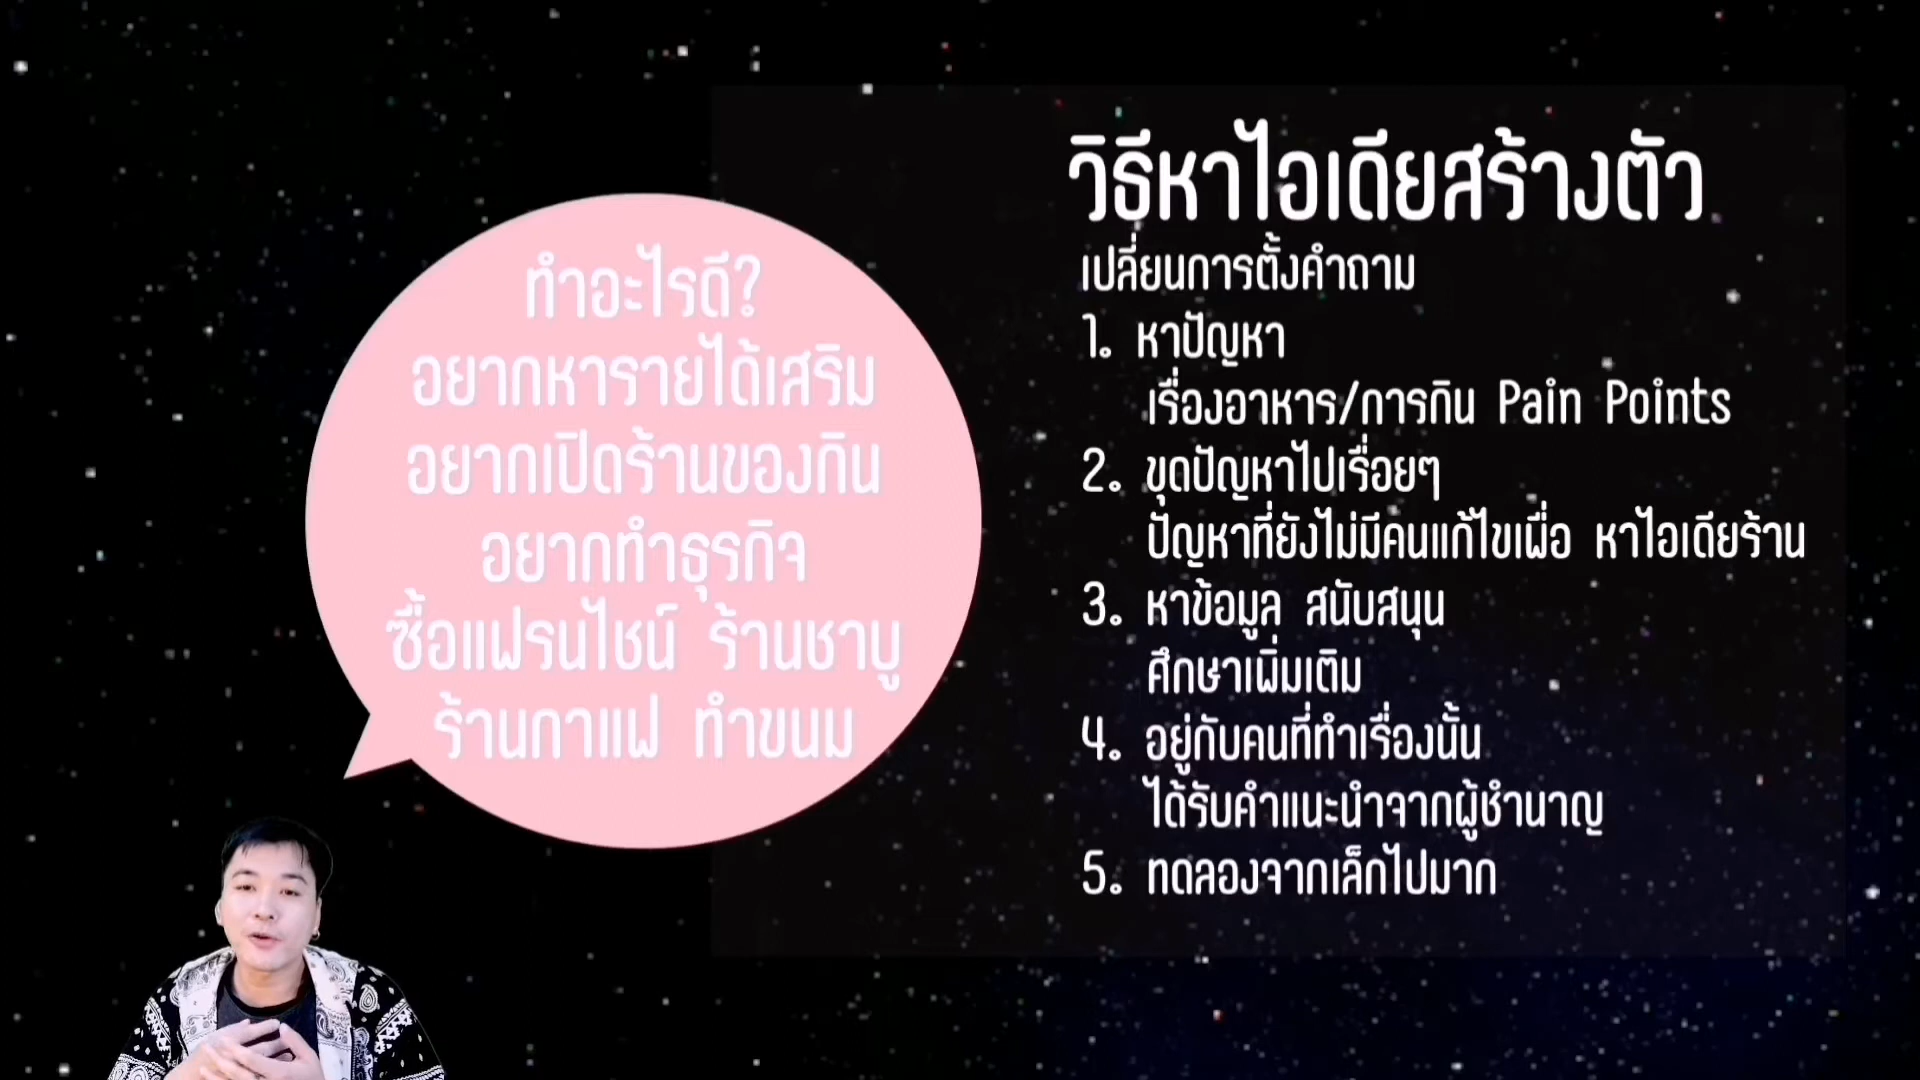 ทำอะไรดี?
อยากหารายได้เสริม
อยากเปิดร้านของกิน
อยากทำธุรกิจ
ซื้อแฟรนไชน์ ร้านชาบู
ร้านกาแฟ ทำขนม
วิธีหาไอเดียสร้างตัว
เปลี่ยนการตั้งคำถาม
1. หาปัญหา
เรื่องอาหาร/การกิน Pain Points
2. ขุดปัญหาไปเรื่อยๆ
ปัญหาที่ยังไม่มีคนแก้ไขเพื่อ หาไอเดียร้าน
3. หาข้อมูล สนับสนุน
ศึกษาเพิ่มเติม
4. อยู่กับคนที่ทำเรื่องนั้น
ได้รับคำแนะนำจากผู้ชำนาญ
5. ทดลองจากเล็กไปมาก